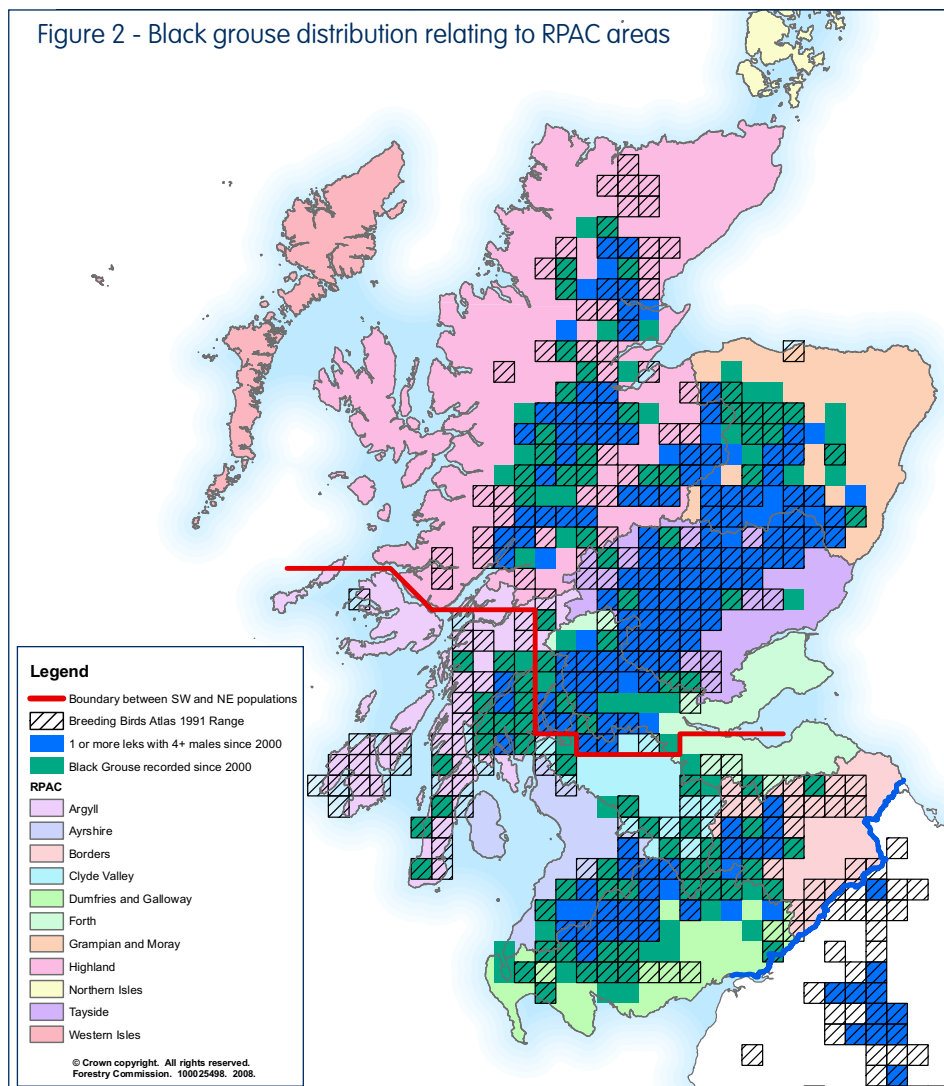 Figure 2 - Black grouse distribution relating to RPAC areas
Legend
Boundary between SW and NE populations
Breeding Birds Atlas 1991 Range
1 or more leks with 4+ males since 2000
Black Grouse recorded since 2000
RPAC
Argyll
Ayrshire
Borders
Clyde Valley
Dumfries and Galloway
Forth
Grampian and Moray
Highland
Northern Isles
Tayside
Western Isles
© Crown copyright. All rights reserved.
Forestry Commission. 100025498. 2008.